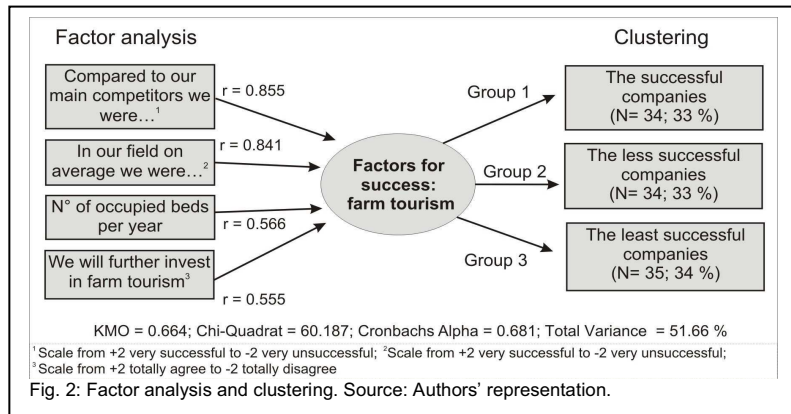 Factor analysis
Clustering
Compared to our
main competitors we
were…¹
r = 0.855
In our field on
average we were…²
r = 0.841
N° of occupied beds
per year
r = 0.566
We will further invest
in farm tourism³
r = 0.555
Factors for
success:
farm tourism
Group 1
The successful
companies
(N= 34; 33 %)
Group 2
The less successful
companies
(N= 34; 33 %)
Group 3
The least successful
companies
(N= 35; 34 %)
KMO = 0.664; Chi-Quadrat = 60.187; Cronbachs Alpha = 0.681; Total Variance = 51.66 %
¹Scale from +2 very successful to -2 very unsuccessful; ²Scale from +2 very successful to -2 very unsuccessful;
³Scale from +2 totally agree to -2 totally disagree
Fig. 2: Factor analysis and clustering. Source: Authors' representation.